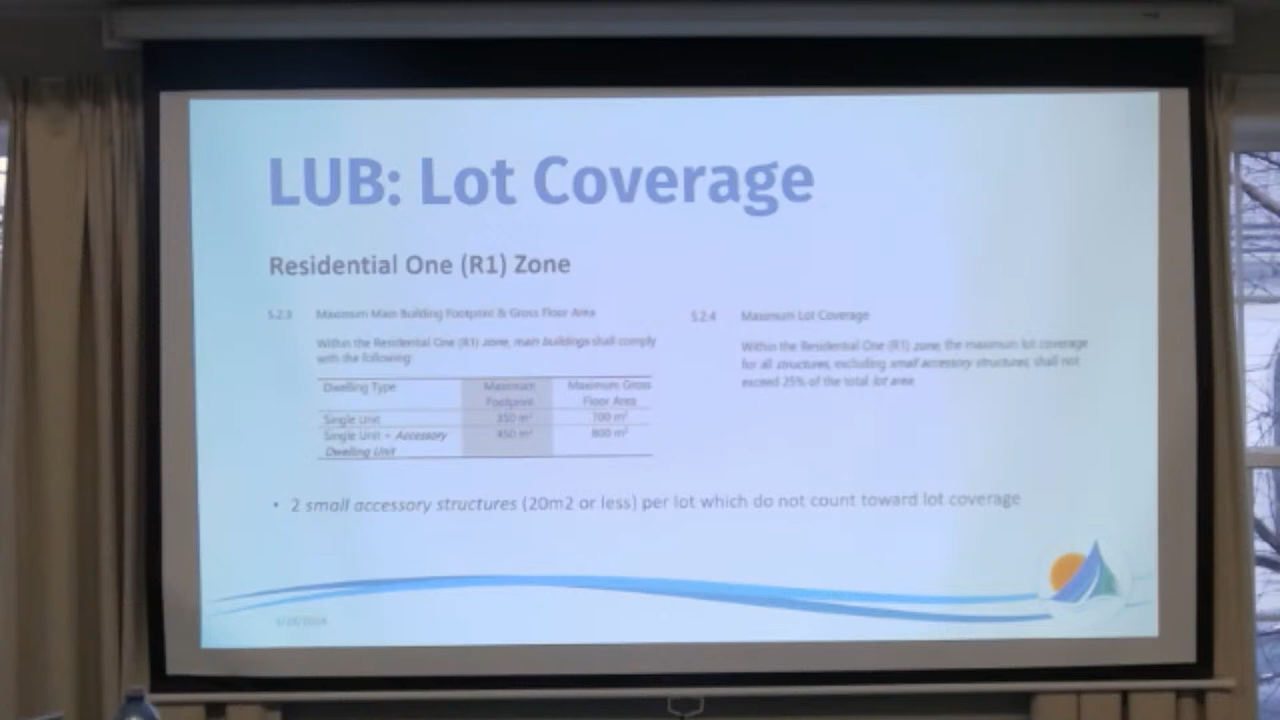 LUB: Lot Coverage
Residential One (R1) Zone
5.2.3 Maximum Main Building Footprint & Gross Floor Area
Within the Residential One (R1) zone, main buildings shall comply
with the following:
Dwelling Type Maximum Footprint Maximum Gross Floor Area
Single Unit 350 m² 700 m²
Single Unit + Accessory Dwelling Unit 450 m² 800 m²
5.2.4 Maximum Lot Coverage
Within the Residential One (R1) zone, the maximum lot coverage
for all structures, excluding small accessory structures, shall not
exceed 25% of the total lot area
• 2 small accessory structures (20m2 or less) per lot which do not count toward lot coverage